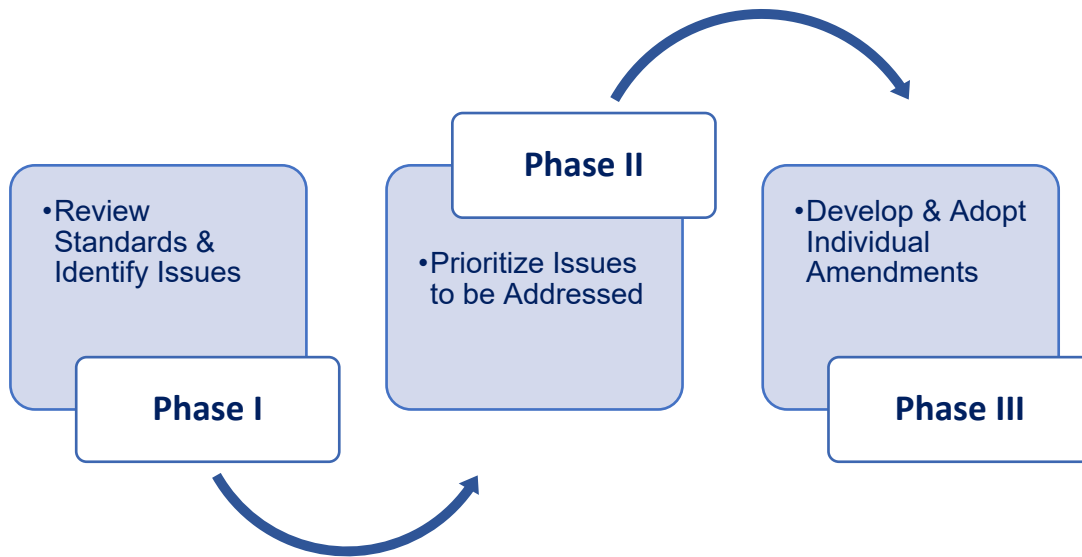 •Review
Standards &
Identify Issues
Phase I
Phase II
•Prioritize Issues
to be Addressed
•Develop & Adopt
Individual
Amendments
Phase III